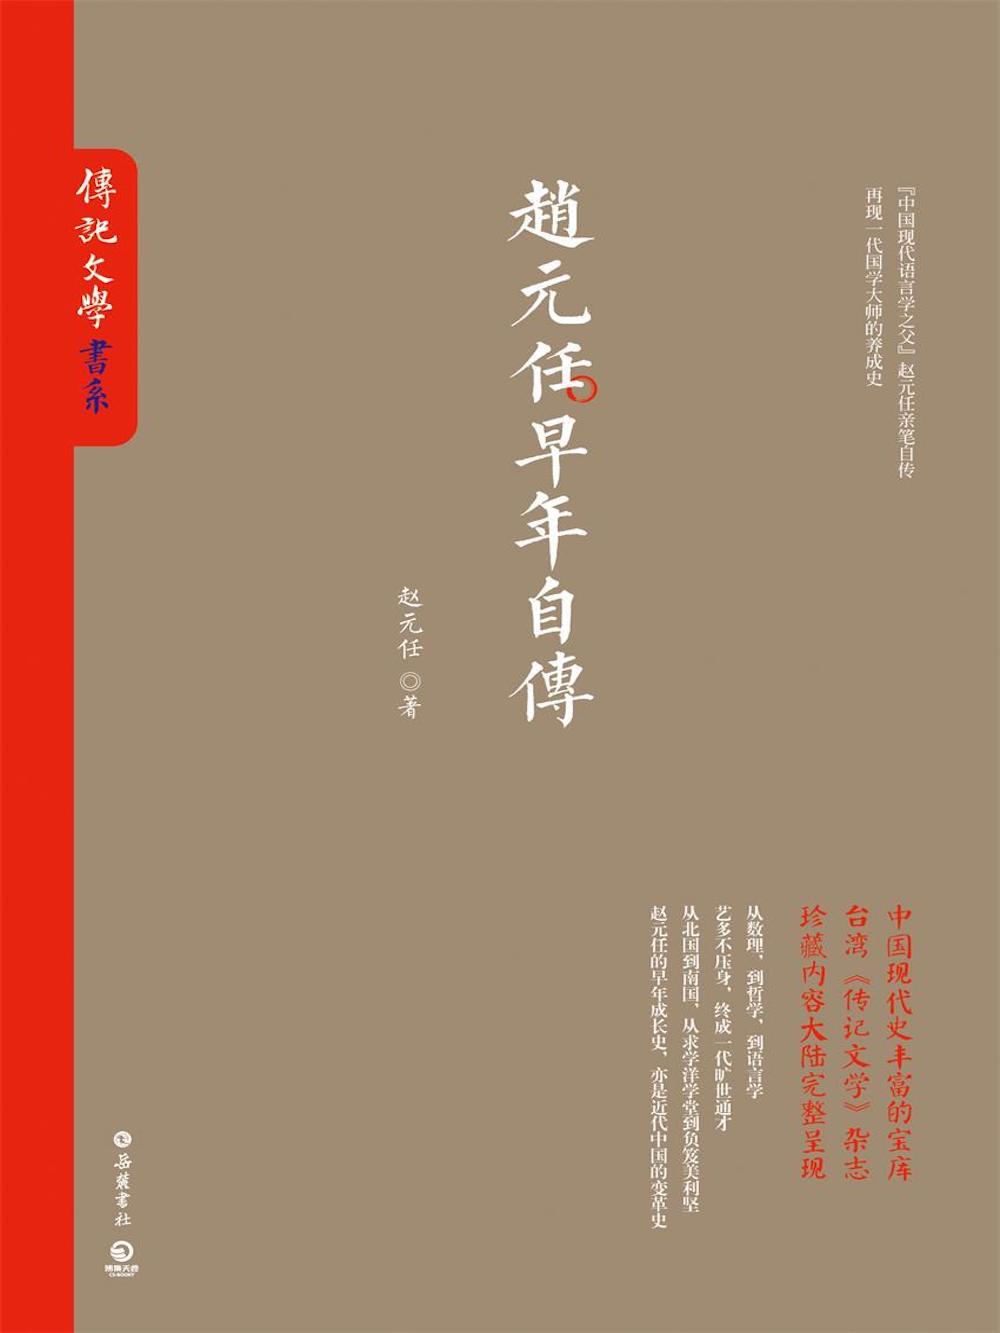 『中国现代语言学之父』赵元任亲笔自传
再现一代国学大师的养成史
趙元任早年自傳
赵元任◎著
傳記文學書系
中国现代史丰富的宝库
台湾《传记文学》杂志
珍藏内容大陆完整呈现
从数理，到哲学，到语言学
艺多不压身，终成一代旷世通才
从北国到南国，从求学洋学堂到负笈美利坚
赵元任的早年成长史，亦是近代中国的变革史
岳麓書社
博集天卷
CS-BOOKY